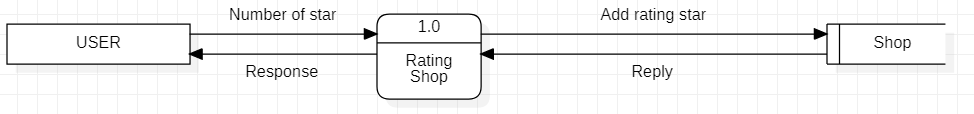 Number of star
1.0
Add rating star
USER
Shop
Rating
Shop
Response
Reply